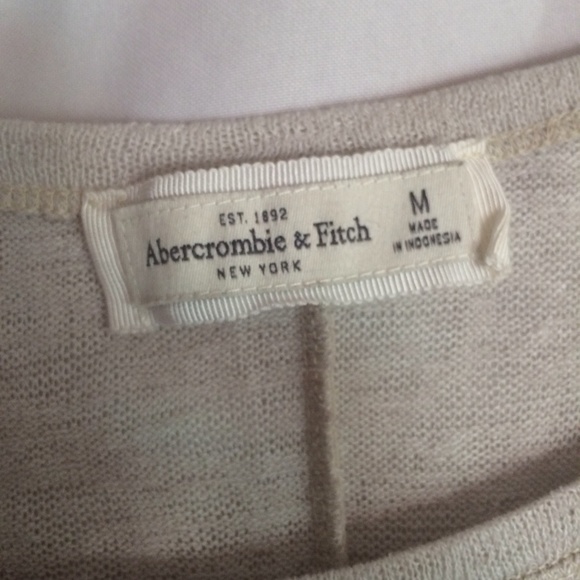 EST. 1892
Abercrombie & Fitch
NEW YORK
M
MADE
IN INDONESIA